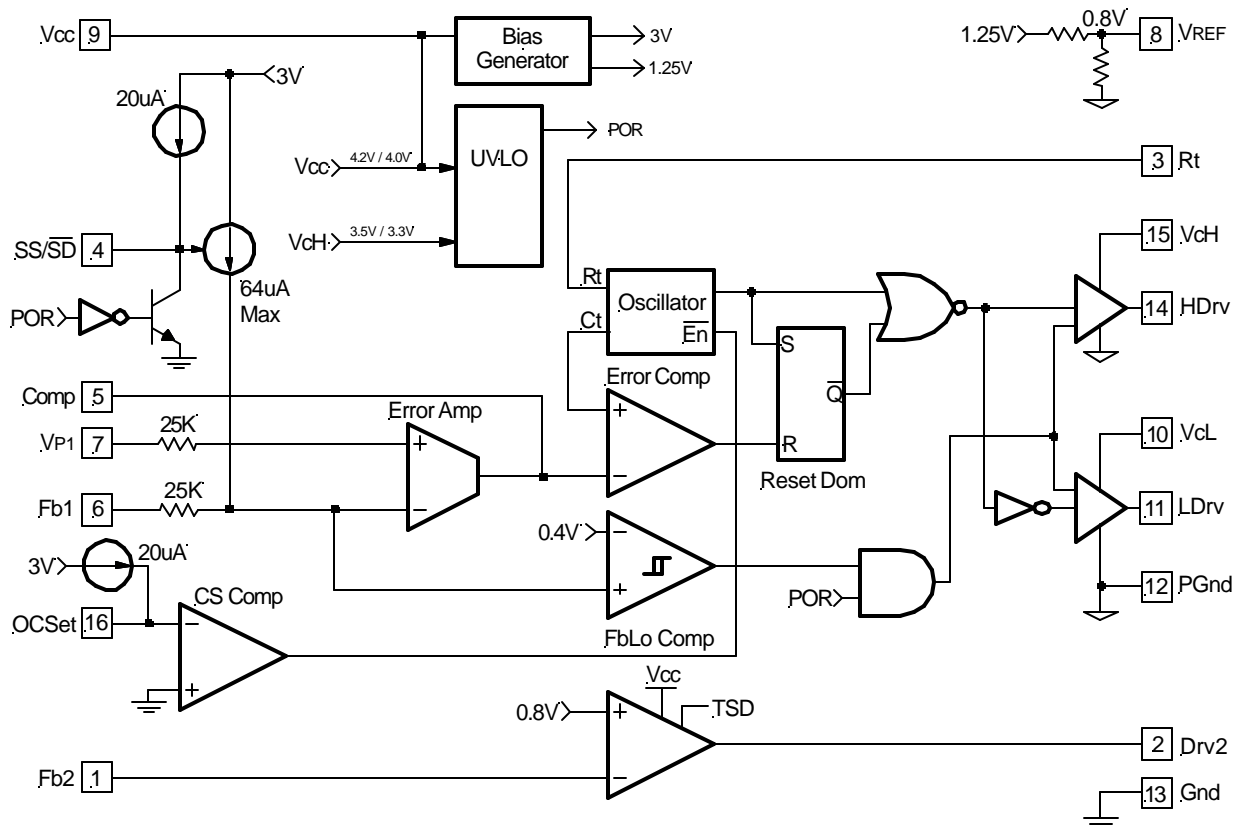 Vcc 9
Bias
Generator
3V
1.25V
1.25V
0.8V
8 VREF
20uA
3V
POR
UVLO
Vcc 4.2V / 4.0V
VcH 3.5V / 3.3V
3 Rt
SS/SD 4
64uA
Max
15 VcH
Rt
Oscillator
Ct
En
POR
14 HDrv
S
Q
R
Reset Dom
Error Comp
+
−
Comp 5
Error Amp
VP1 7
25K
+
10 VcL
Fb1 6
25K
−
11 LDrv
0.4V
−
+
FbLo Comp
3V
20uA
POR
12 PGnd
OCSet 16
CS Comp
−
+
Vcc
TSD
0.8V
+
−
2 Drv2
Fb2 1
13 Gnd